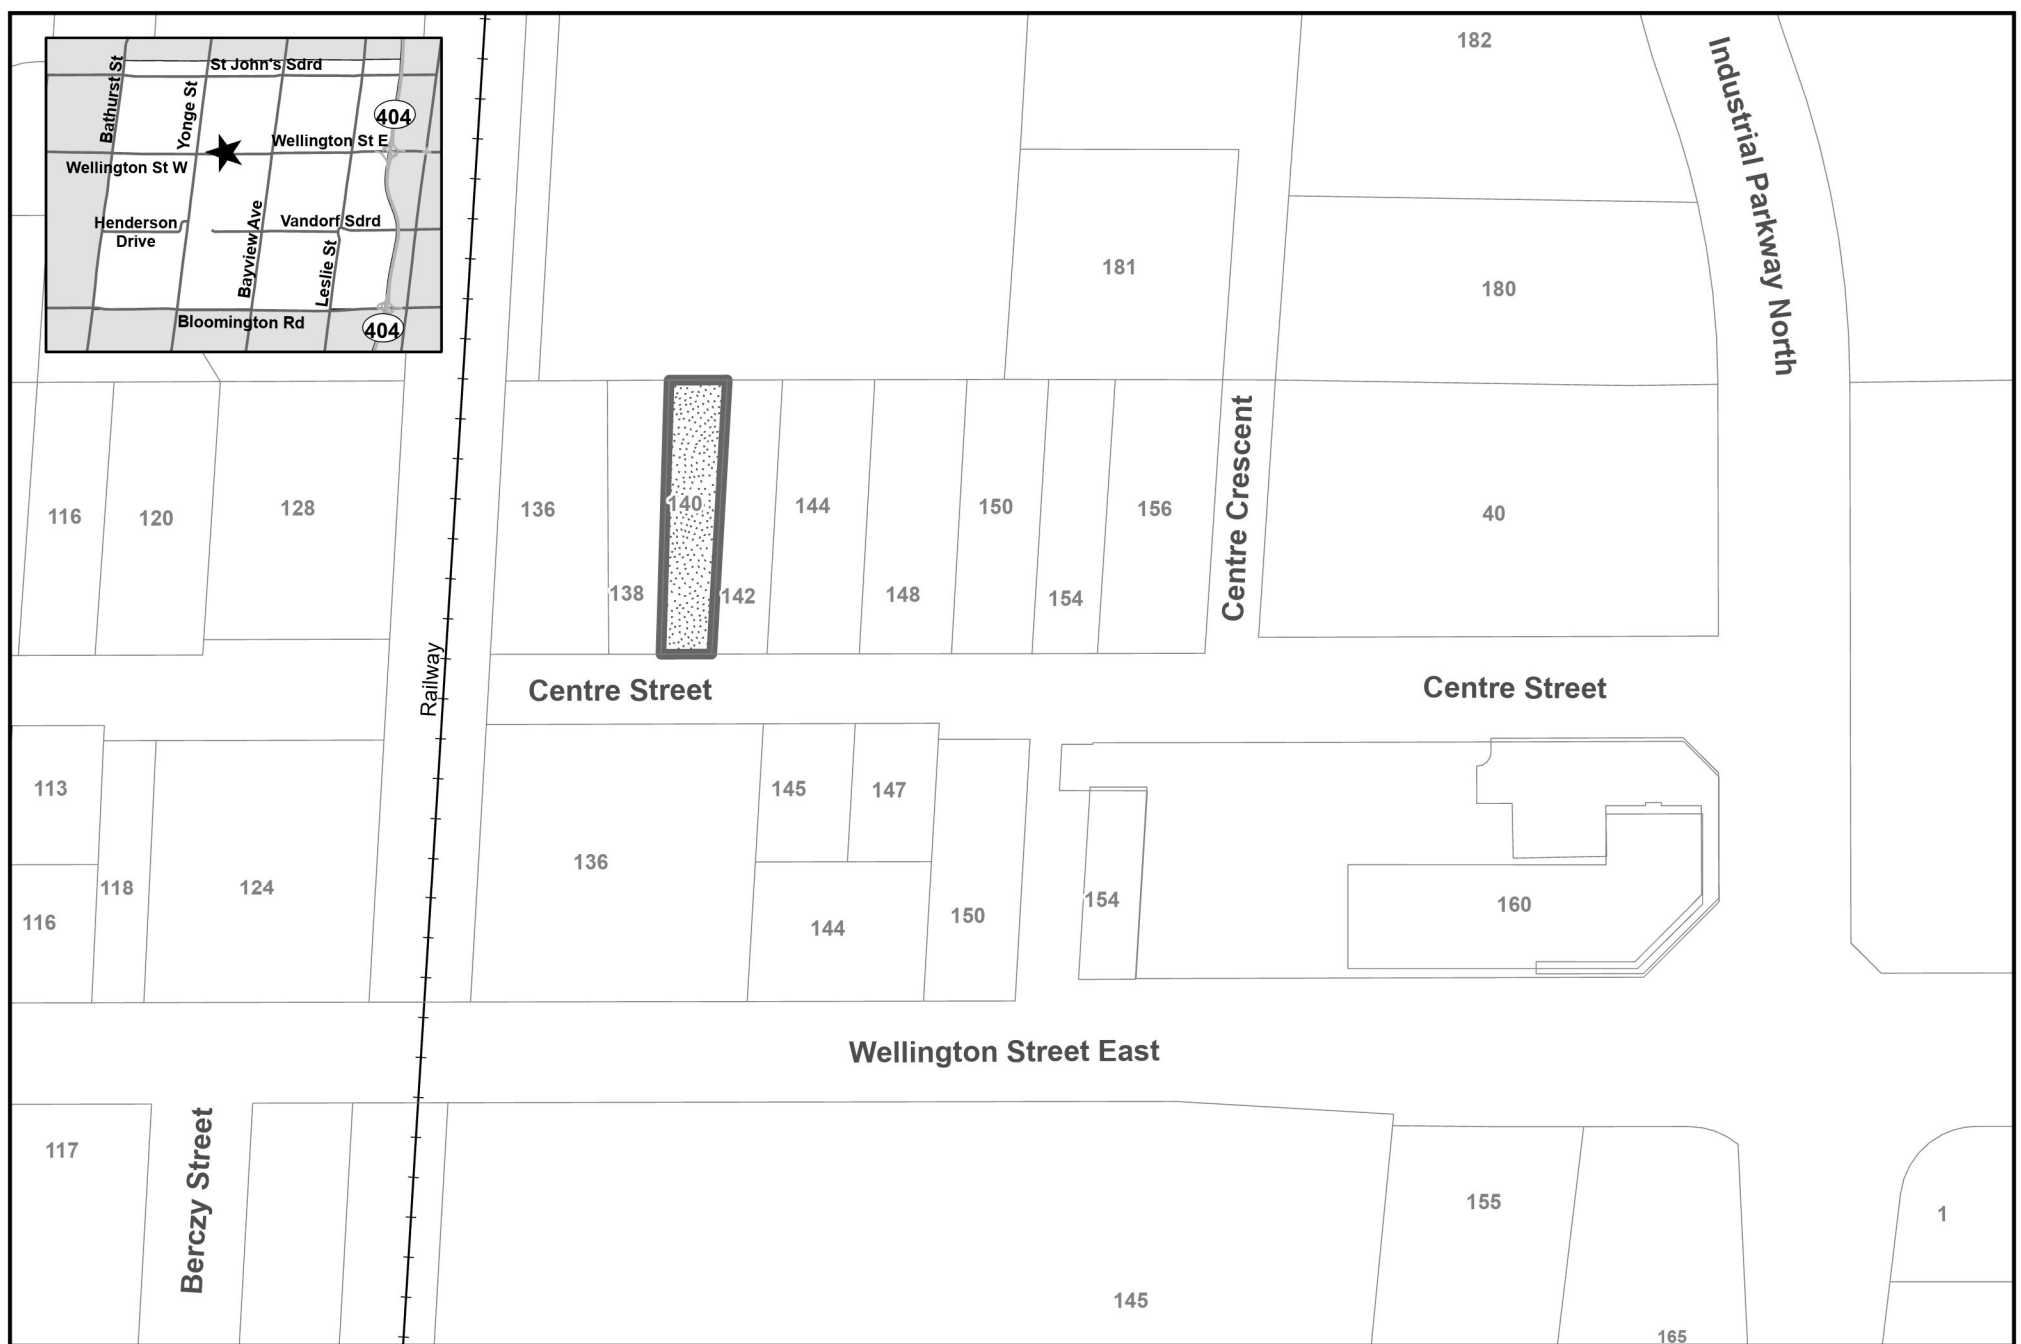 St John's Sdrd
Bathurst St
Yonge St
404
Wellington St E
Wellington St W
Henderson
Drive
Vandorf Sdrd
Bayview Ave
Leslie St
Bloomington Rd
404
182
Industrial Parkway North
181
180
116
120
128
136
138
140
142
144
148
150
154
156
Centre Crescent
40
Railway
Centre Street
Centre Street
113
116
118
124
136
145
147
144
150
154
160
Wellington Street East
117
Berczy Street
145
155
165
1